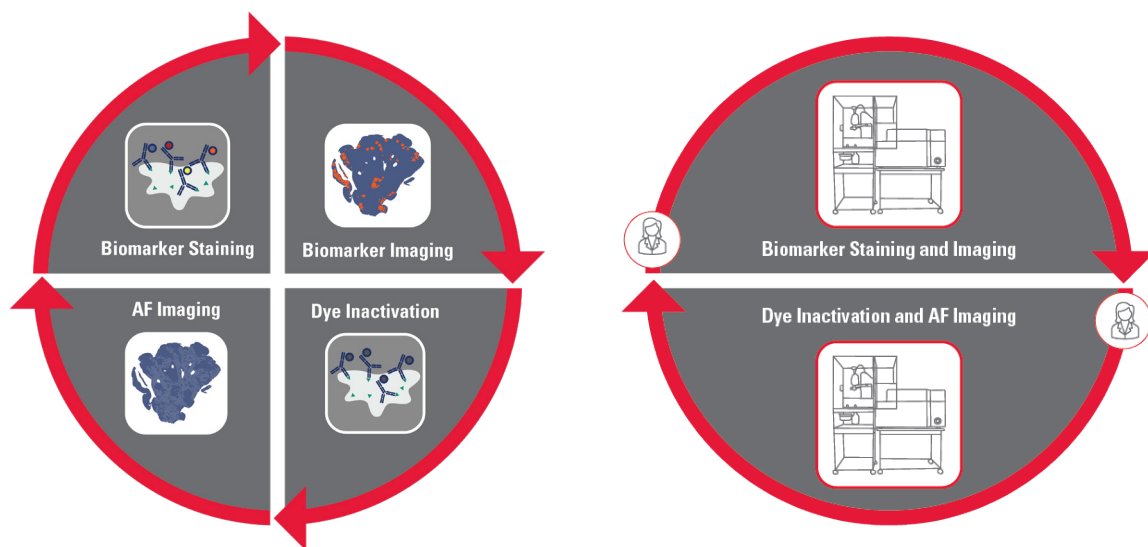 Biomarker Staining
Biomarker Imaging
AF Imaging
Dye Inactivation
Biomarker Staining and Imaging
Dye Inactivation and AF Imaging